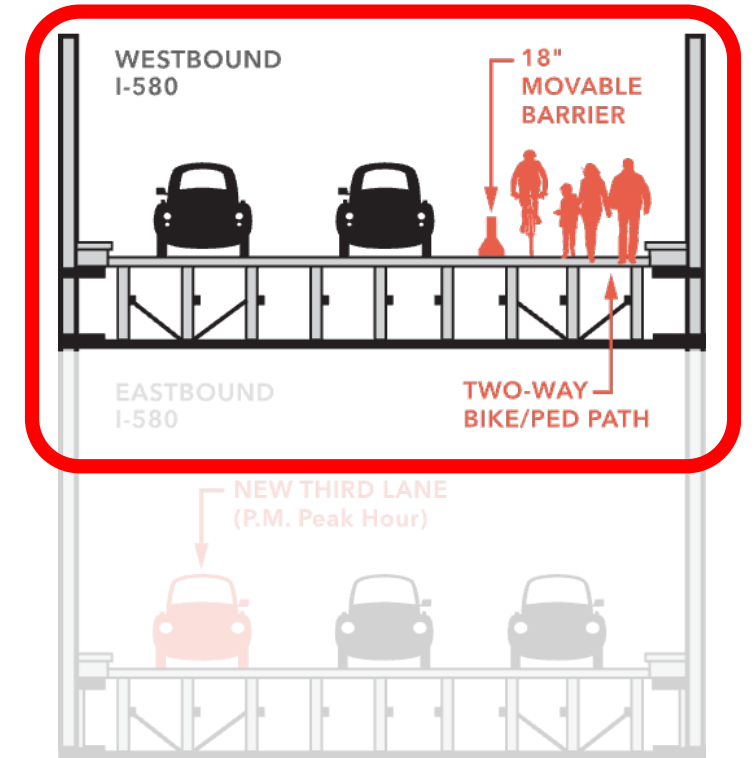 WESTBOUND
I-580
18"
MOVABLE
BARRIER
EASTBOUND
I-580
TWO-WAY
BIKE/PED PATH
NEW THIRD LANE
(P.M. Peak Hour)